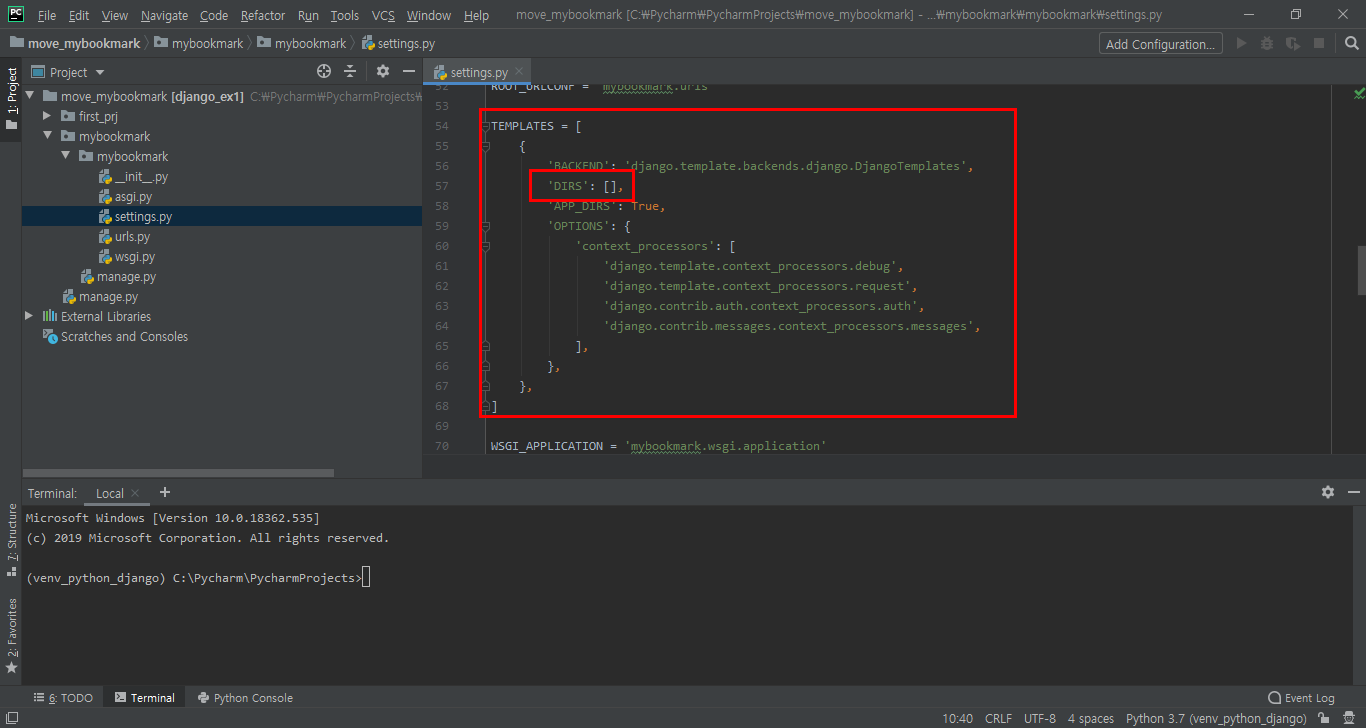 PC File Edit View Navigate Code Refactor Run Tools VCS Window Help move_mybookmark [C:₩Pycharm₩PycharmProjects₩move_mybookmark] - ...₩mybookmark₩mybookmark₩settings.py
move_mybookmark mybookmark mybookmark settings.py Add Configuration...
1: Project
Project
settings.py
move_mybookmark [django_ex1] C:₩Pycharm₩PycharmProjects₩
first_prj
mybookmark
mybookmark
__init__.py
asgi.py
settings.py
urls.py
wsgi.py
manage.py
manage.py
External Libraries
Scratches and Consoles
52 ROOT_URLCONF = 'mybookmark.urls'
53
54 TEMPLATES = [
55 {
56 'BACKEND': 'django.template.backends.django.DjangoTemplates',
57 'DIRS': [],
58 'APP_DIRS': True,
59 'OPTIONS': {
60 'context_processors': [
61 'django.template.context_processors.debug',
62 'django.template.context_processors.request',
63 'django.contrib.auth.context_processors.auth',
64 'django.contrib.messages.context_processors.messages',
65 ],
66 },
67 },
68 ]
69
70 WSGI_APPLICATION = 'mybookmark.wsgi.application'
Terminal: Local
Microsoft Windows [Version 10.0.18362.535]
(c) 2019 Microsoft Corporation. All rights reserved.
(venv_python_django) C:\Pycharm\PycharmProjects>
7: Structure
2: Favorites
6: TODO Terminal Python Console Event Log
10:40 CRLF UTF-8 4 spaces Python 3.7 (venv_python_django)